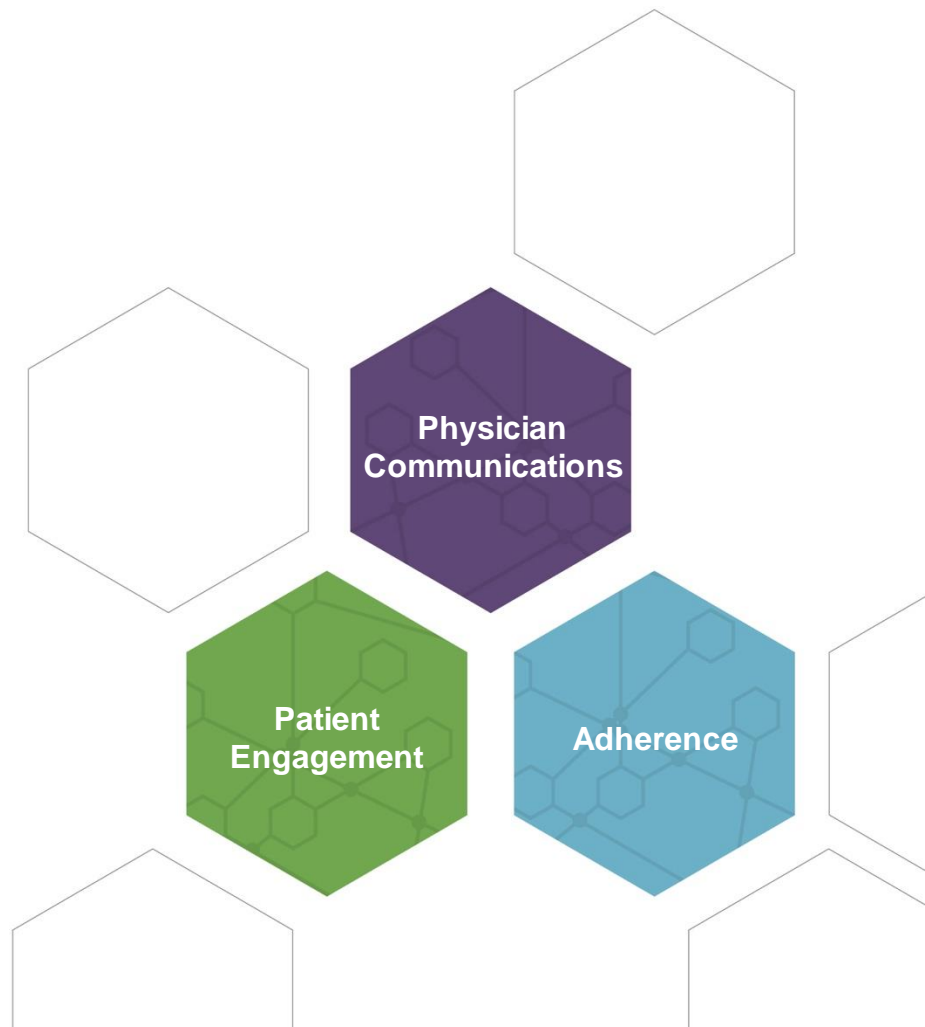 Physician
Communications
Patient
Engagement
Adherence